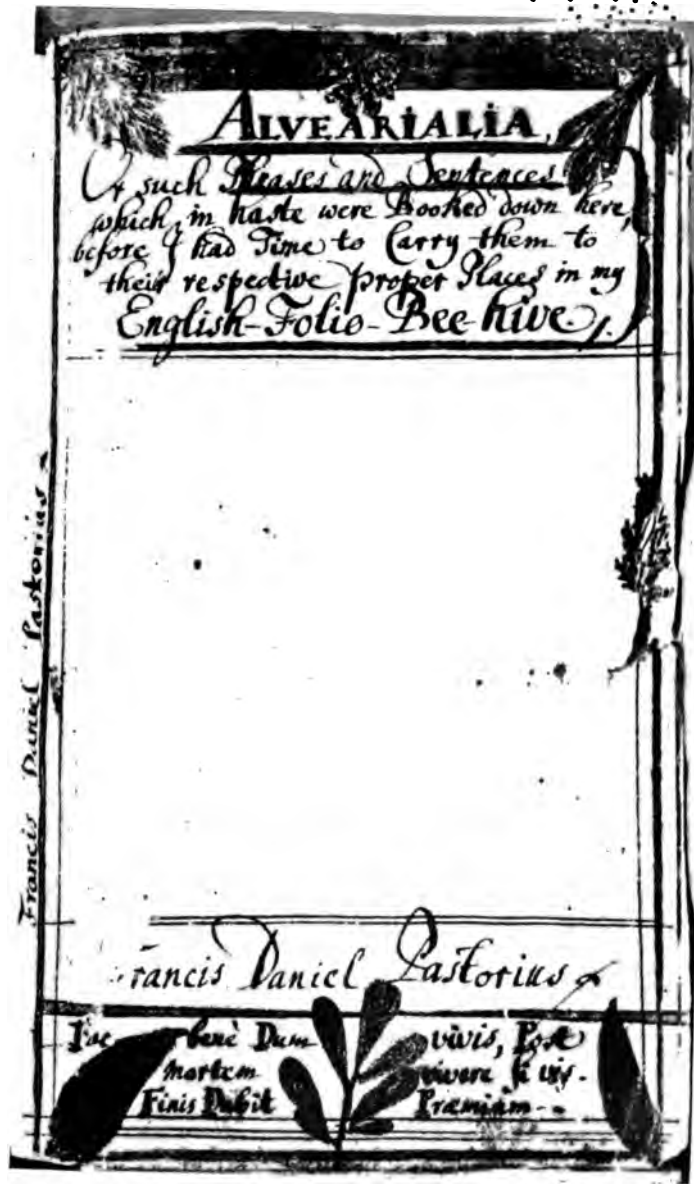 ALVEARIALIA,
Or such Phrases and Sentences
which in haste were Booked down here,
before I had Time to Carry them to
their respective proper Places in my
English-Folio-Bee-hive.
Francis Daniel Pastorius
rancis Daniel Pastorius
Fac bene Dum vivis, Post
mortem vivere si vis.
Finis Dabit Præmium